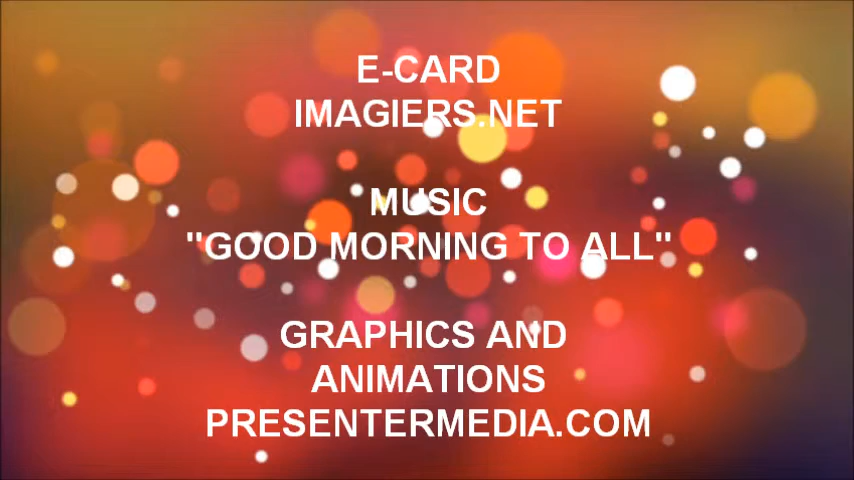 E-CARD
IMAGIERS.NET
MUSIC
"GOOD MORNING TO ALL"
GRAPHICS AND
ANIMATIONS
PRESENTERMEDIA.COM